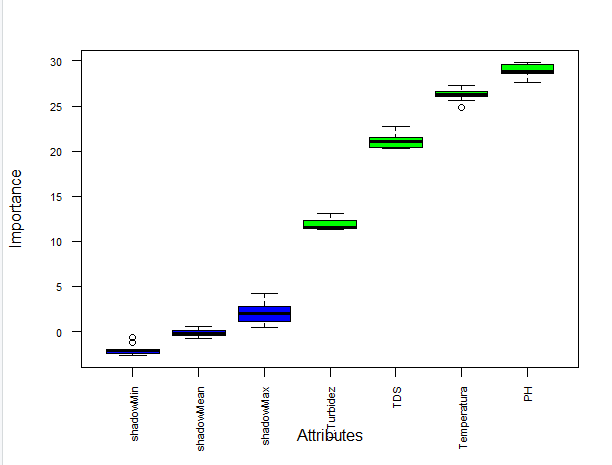 Importance
30
25
20
15
10
5
0
shadowMin
shadowMean
shadowMax
Turbidez
TDS
Temperatura
PH
Attributes